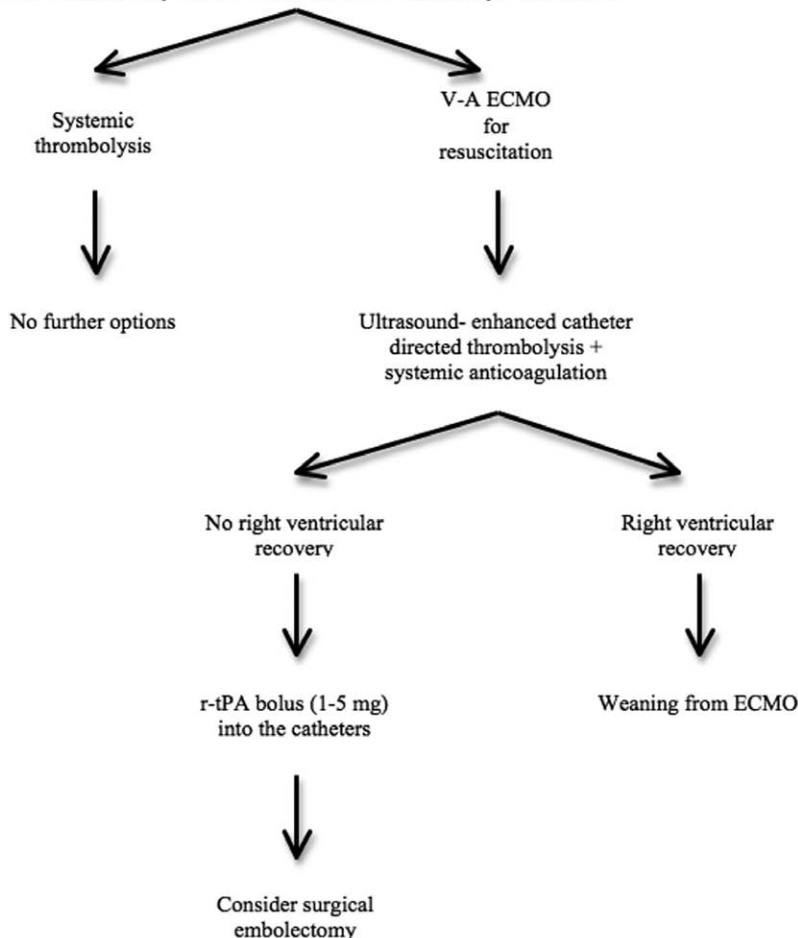 Systemic
thrombolysis
V-A ECMO
for
resuscitation
No further options
Ultrasound- enhanced catheter
directed thrombolysis +
systemic anticoagulation
No right ventricular
recovery
Right ventricular
recovery
r-tPA bolus (1-5 mg)
into the catheters
Weaning from ECMO
Consider surgical
embolectomy